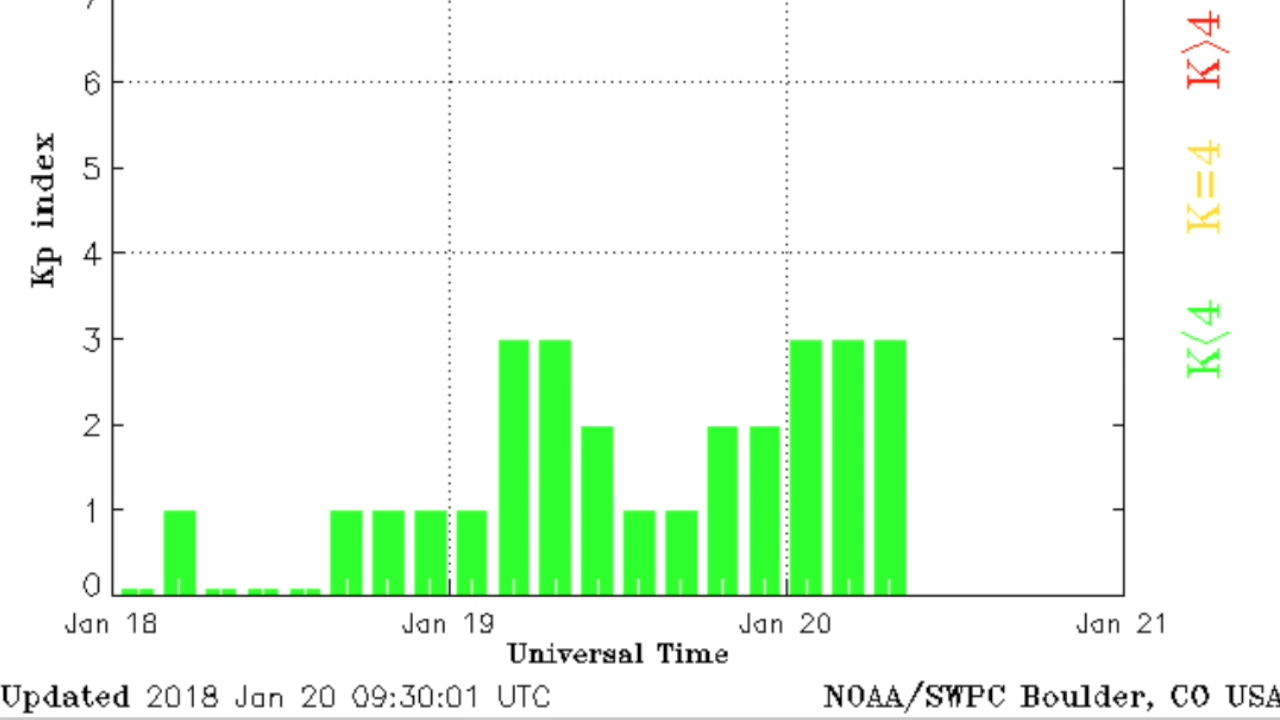 7
6
5
4
3
2
1
0
Kp index
K>4
K=4
K<4
Jan 18
Jan 19
Jan 20
Jan 21
Universal Time
Updated 2018 Jan 20 09:30:01 UTC
NOAA/SWPC Boulder, CO USA